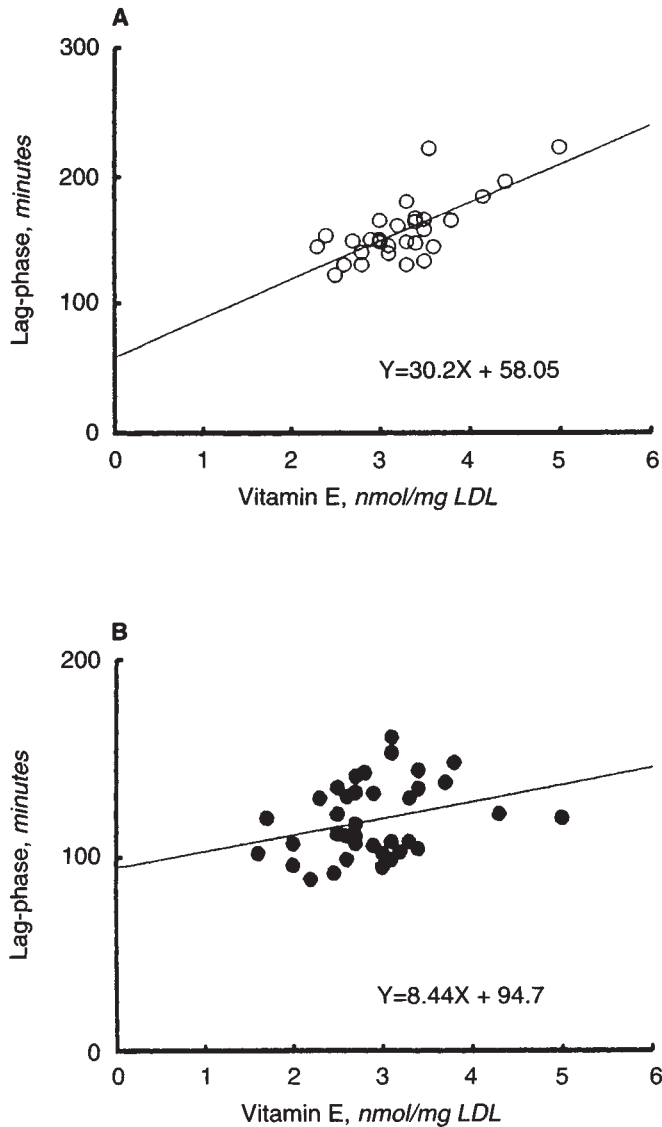 A
300
200
100
0
Lag-phase, minutes
Y=30.2X + 58.05
0 1 2 3 4 5 6
Vitamin E, nmol/mg LDL
B
200
100
0
Lag-phase, minutes
Y=8.44X + 94.7
0 1 2 3 4 5 6
Vitamin E, nmol/mg LDL